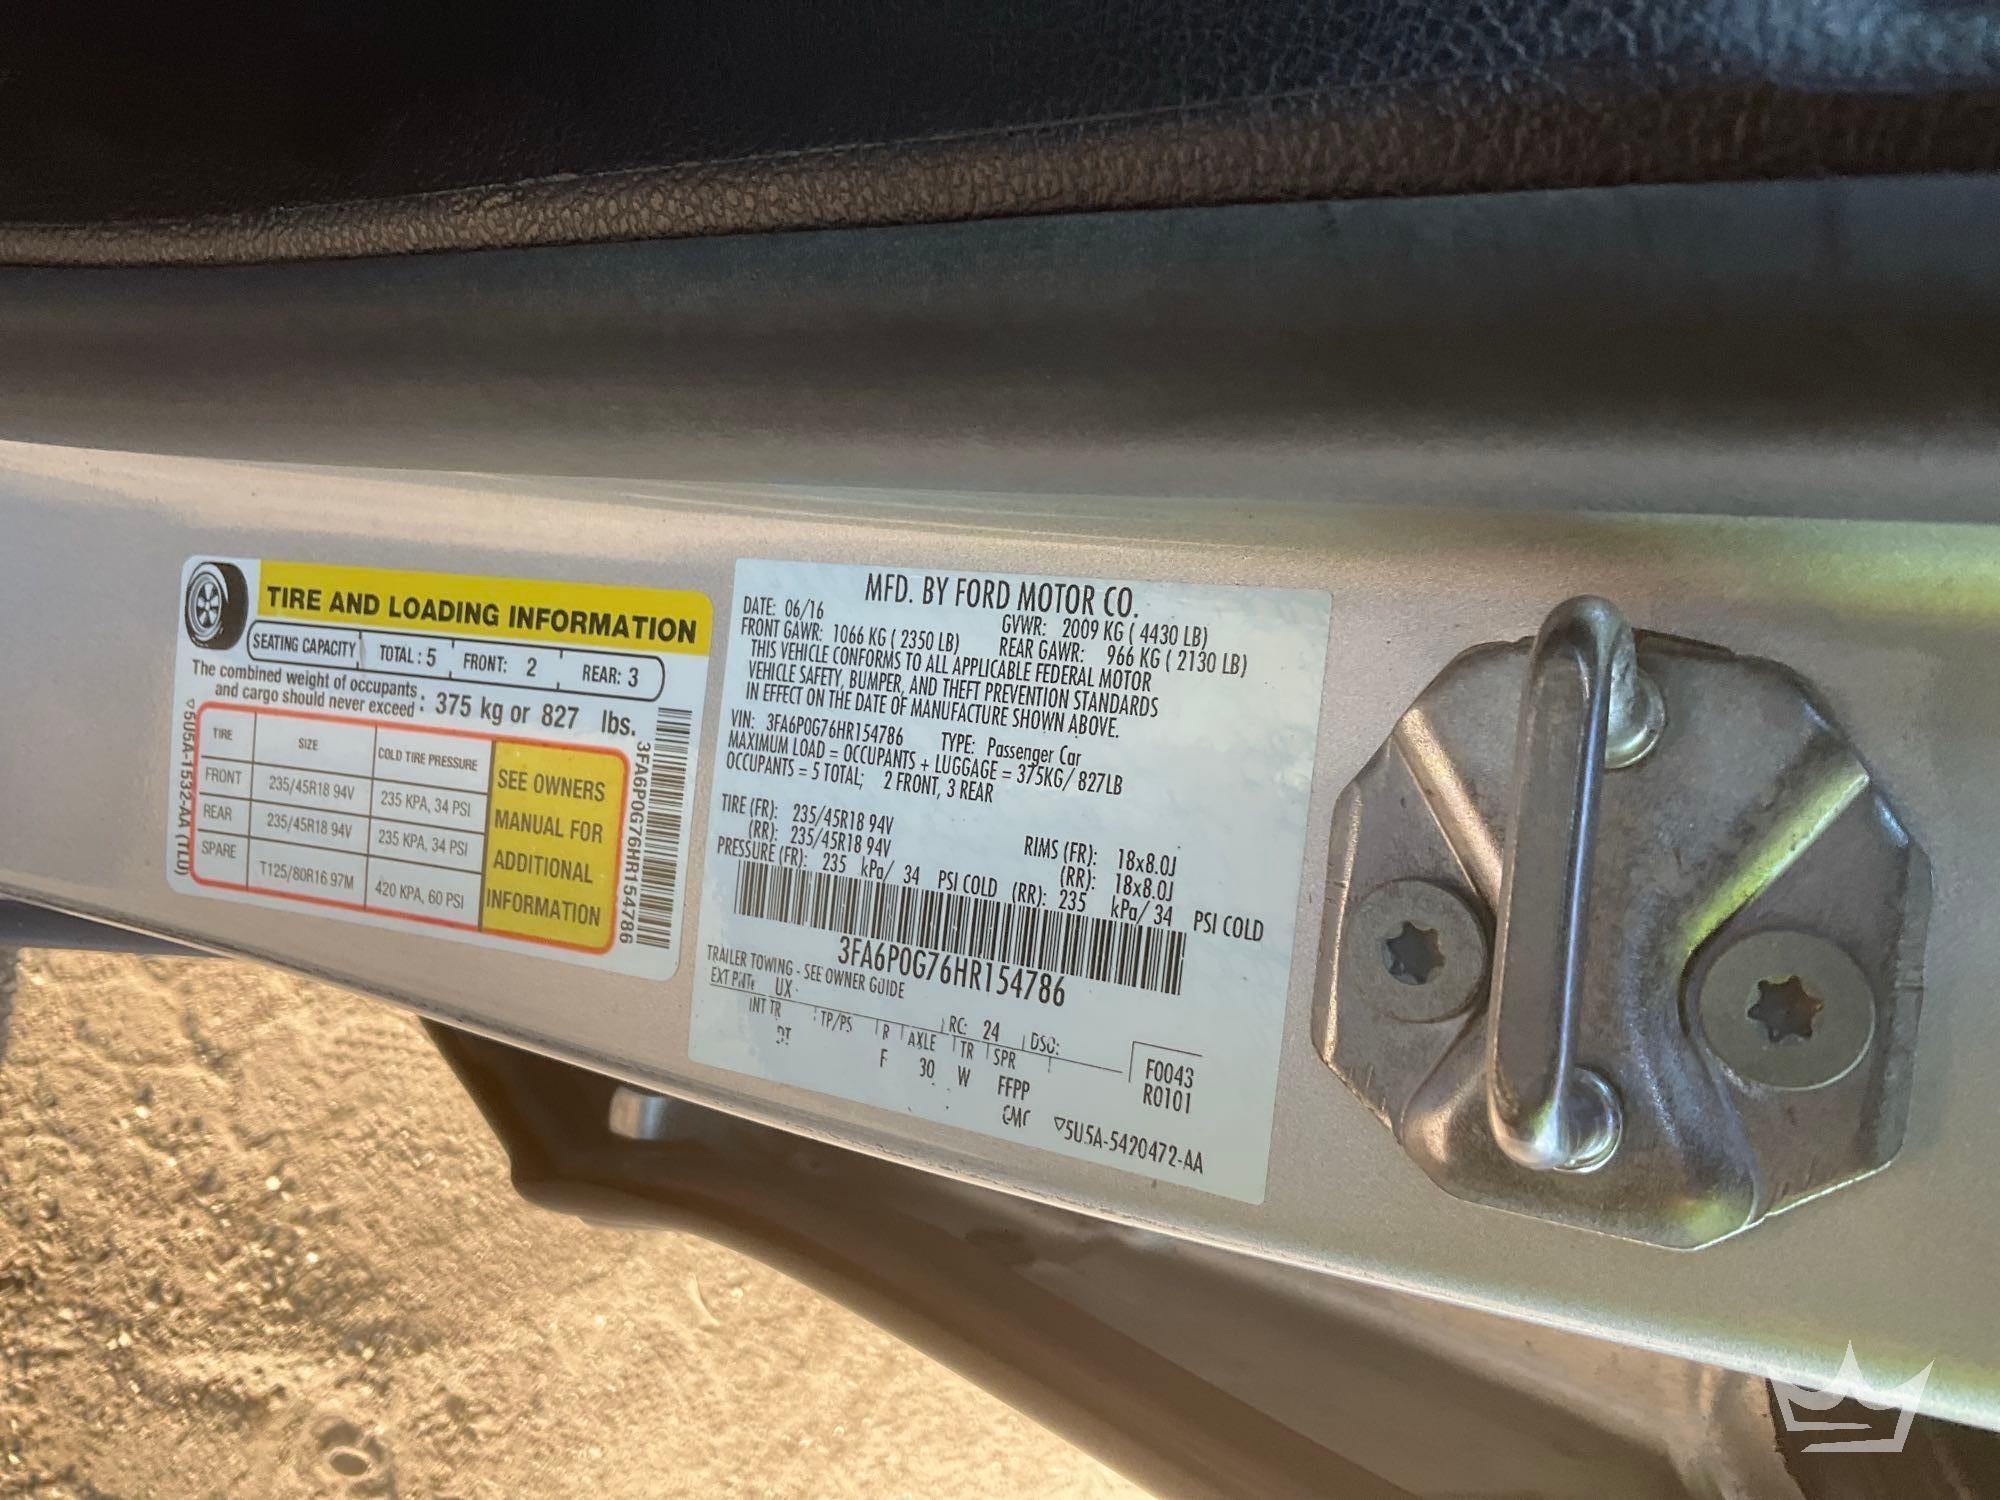 TIRE AND LOADING INFORMATION
SEATING CAPACITY TOTAL : 5 FRONT: 2 REAR: 3
The combined weight of occupants
and cargo should never exceed : 375 kg or 827 lbs.
TIRE SIZE COLD TIRE PRESSURE
FRONT 235/45R18 94V 235 KPA, 34 PSI
REAR 235/45R18 94V 235 KPA, 34 PSI
SPARE T125/80R16 97M 420 KPA, 60 PSI
SEE OWNERS
MANUAL FOR
ADDITIONAL
INFORMATION
5U5A-1532-AA (TLU)
3FA6P0G76HR154786
MFD. BY FORD MOTOR CO.
DATE: 06/16 GVWR: 2009 KG ( 4430 LB)
FRONT GAWR: 1066 KG ( 2350 LB) REAR GAWR: 966 KG ( 2130 LB)
THIS VEHICLE CONFORMS TO ALL APPLICABLE FEDERAL MOTOR
VEHICLE SAFETY, BUMPER, AND THEFT PREVENTION STANDARDS
IN EFFECT ON THE DATE OF MANUFACTURE SHOWN ABOVE.
VIN: 3FA6P0G76HR154786 TYPE: Passenger Car
MAXIMUM LOAD = OCCUPANTS + LUGGAGE = 375KG/ 827LB
OCCUPANTS = 5 TOTAL; 2 FRONT, 3 REAR
TIRE (FR): 235/45R18 94V RIMS (FR): 18x8.0J
(RR): 235/45R18 94V (RR): 18x8.0J
PRESSURE (FR): 235 kPa/ 34 PSI COLD (RR): 235 kPa/ 34 PSI COLD
3FA6P0G76HR154786
TRAILER TOWING - SEE OWNER GUIDE
EXT PNT: UX RC: 24 DSO:
INT TR TP/PS R AXLE TR SPR
F 30 W FFPP
F0043
R0101
5U5A-5420472-AA